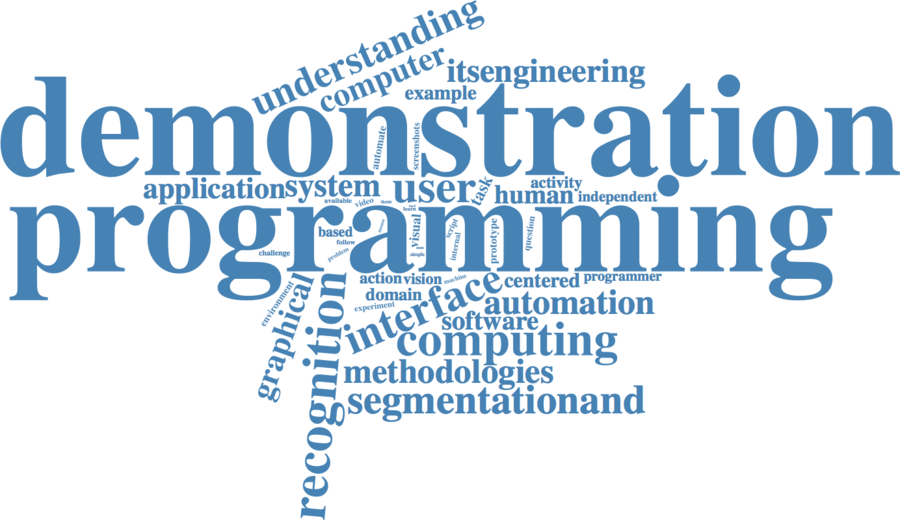 understanding
computer
itsengineering
example
demonstration
automate
screenshots
application
system
user
task
human
activity
independent
available
video
learn
programming
based
follow
problem
challenge
visual
simple
script
internal
prototype
question
action
vision
machine
centered
programmer
domain
experiment
environment
graphical
recognition
interface
automation
software
computing
methodologies
segmentationand